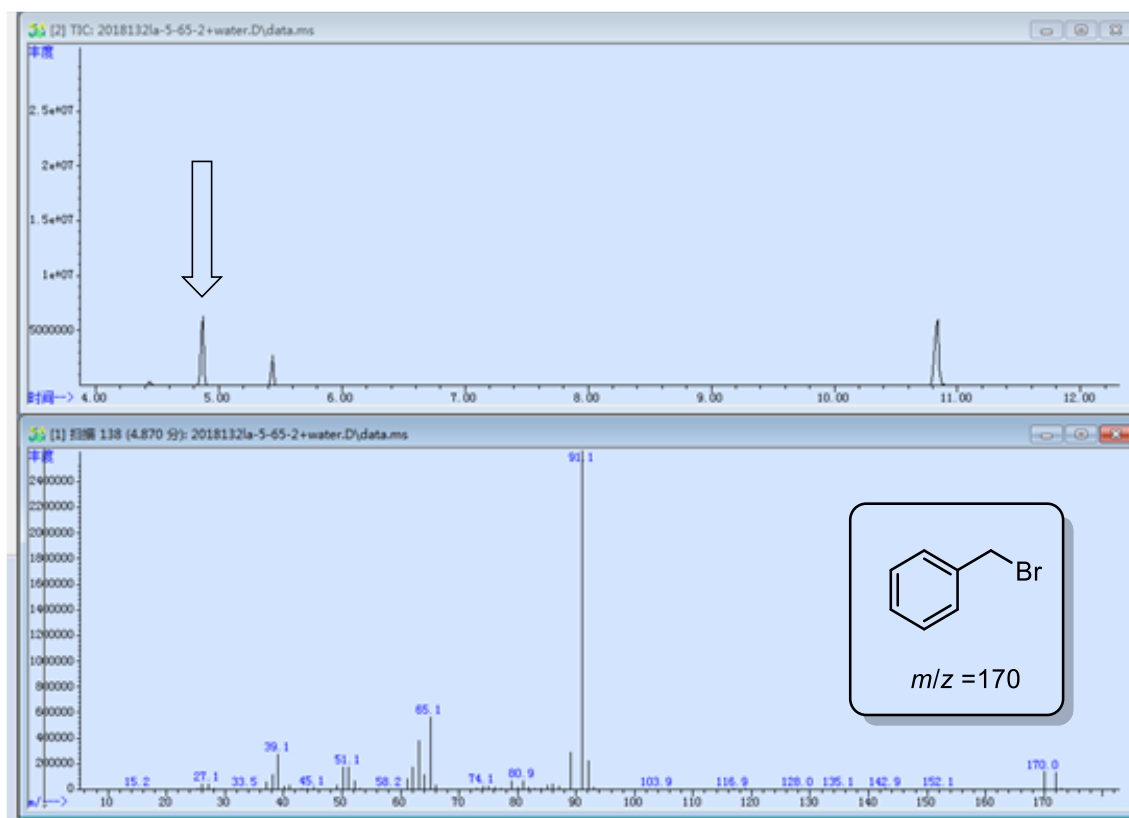 [2] TIC: 2018132la-5-65-2+water.D\data.ms
丰度
2.5e+07
2e+07
1.5e+07
1e+07
5000000
时间--> 4.00 5.00 6.00 7.00 8.00 9.00 10.00 11.00 12.00
[1] 扫描 138 (4.870 分): 2018132la-5-65-2+water.D\data.ms
丰度
91.1
2400000
2200000
2000000
1800000
1600000
1400000
1200000
1000000
800000
600000
400000
200000
0
65.1
39.1
51.1
170.0
15.2 27.1 33.5 45.1 58.2 74.1 80.9 103.9 116.9 128.0 135.1 142.9 152.1
m/--> 10 20 30 40 50 60 70 80 90 100 110 120 130 140 150 160 170
Br
m/z =170